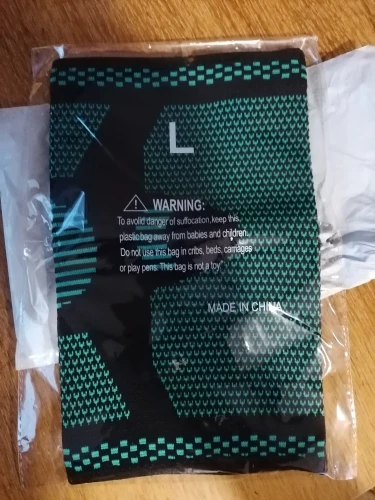 L
WARNING:
To avoid danger of suffocation,keep this
plastic bag away from babies and children.
Do not use this bag in cribs, beds, carriages
or play pens. This bag is not a toy"
MADE IN CHINA